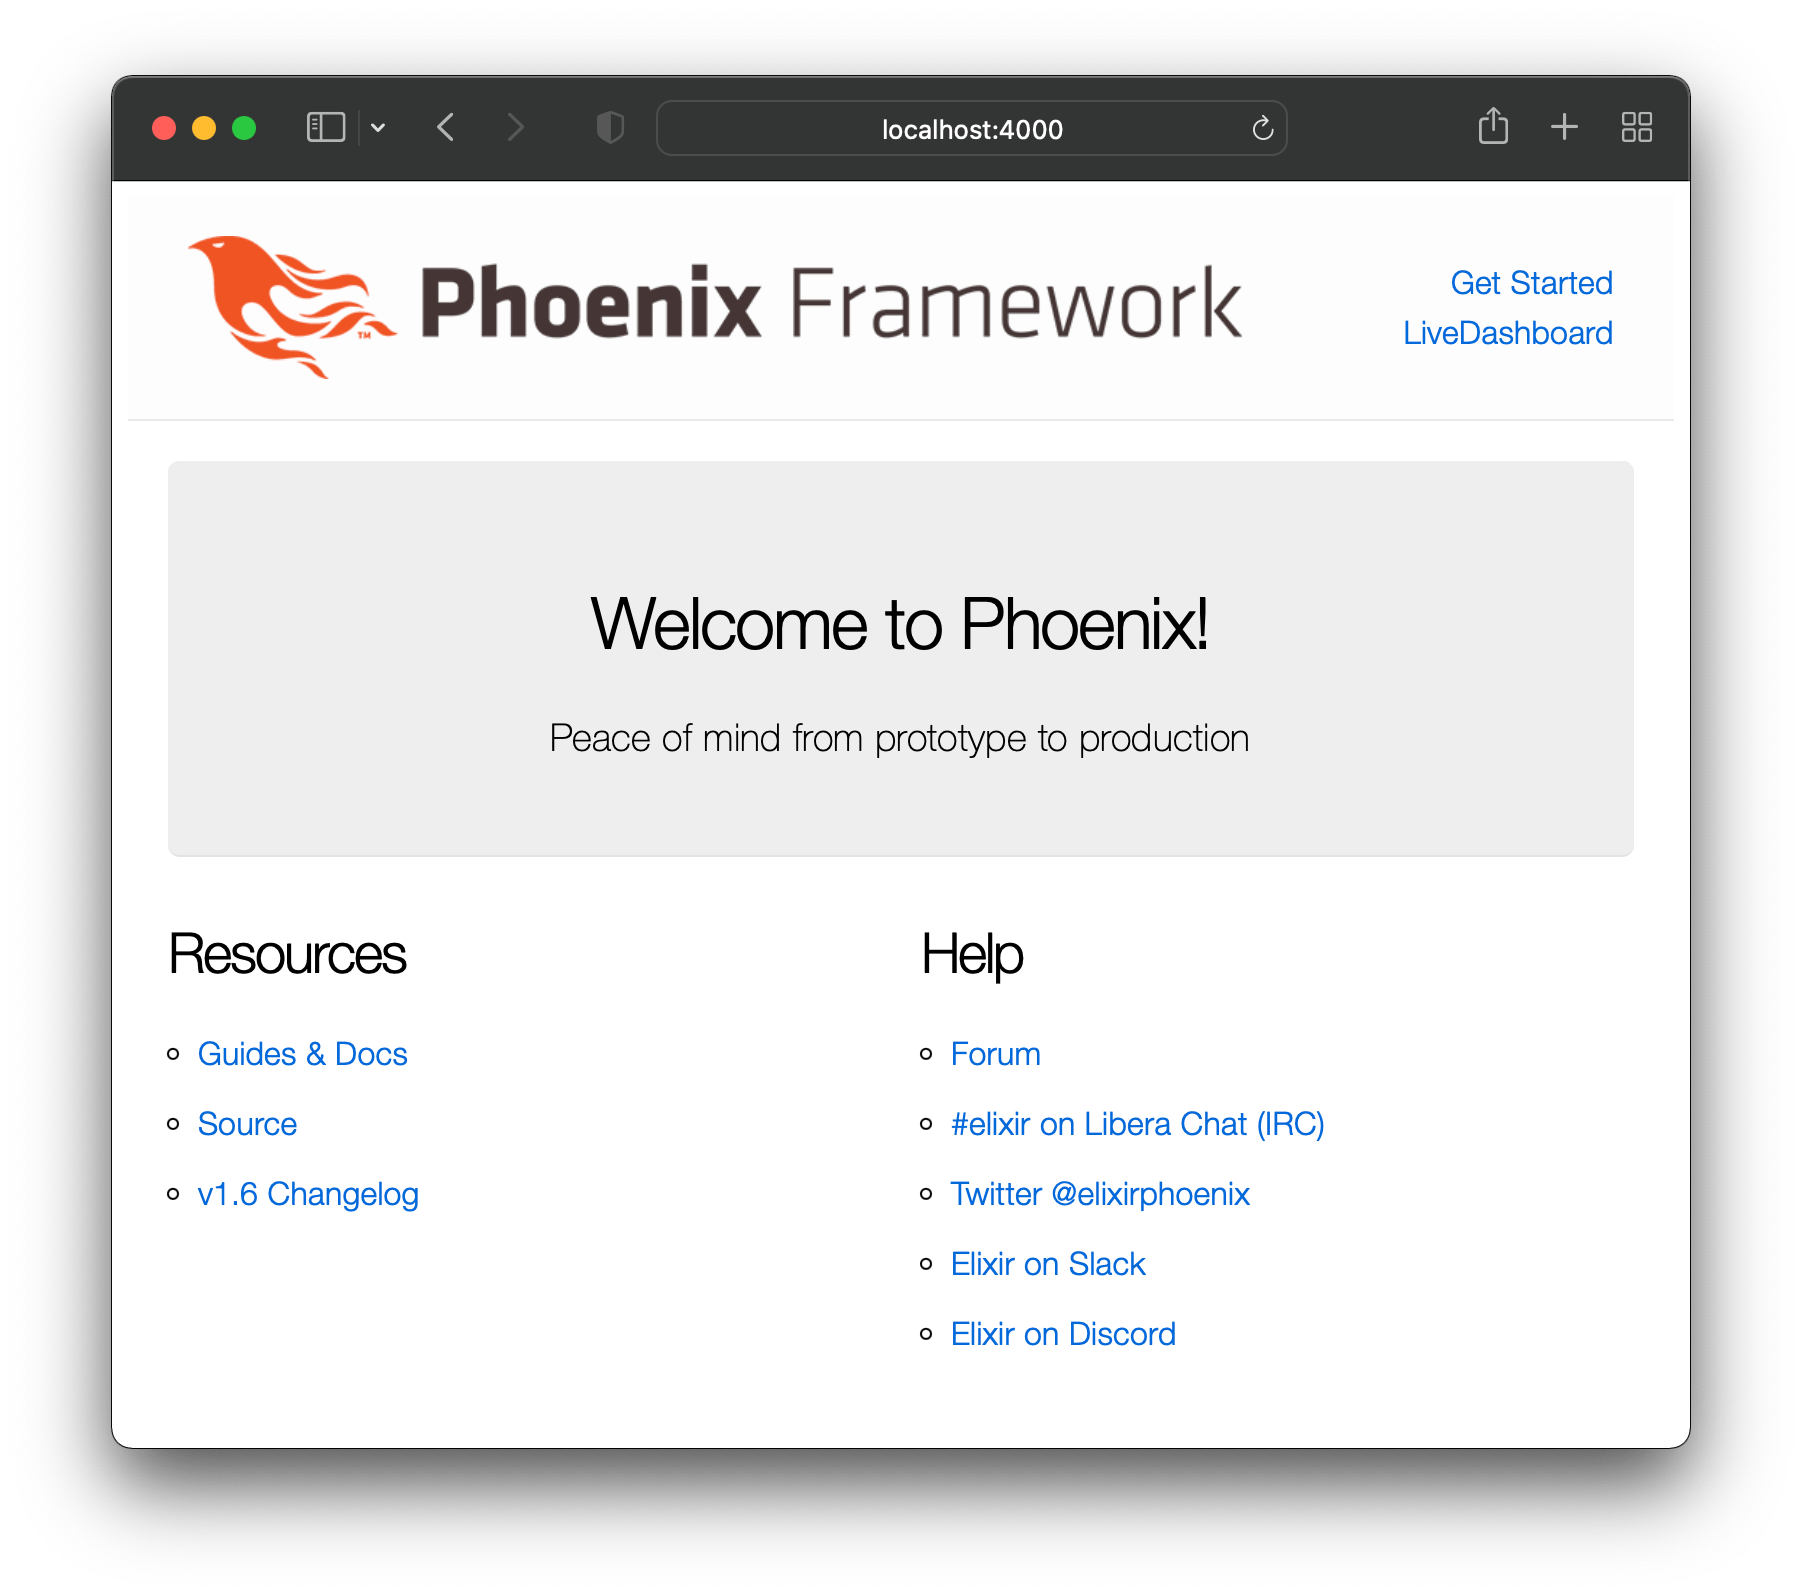 localhost:4000
Phoenix Framework
TM
Get Started
LiveDashboard
Welcome to Phoenix!
Peace of mind from prototype to production
Resources
Guides & Docs
Source
v1.6 Changelog
Help
Forum
#elixir on Libera Chat (IRC)
Twitter @elixirphoenix
Elixir on Slack
Elixir on Discord